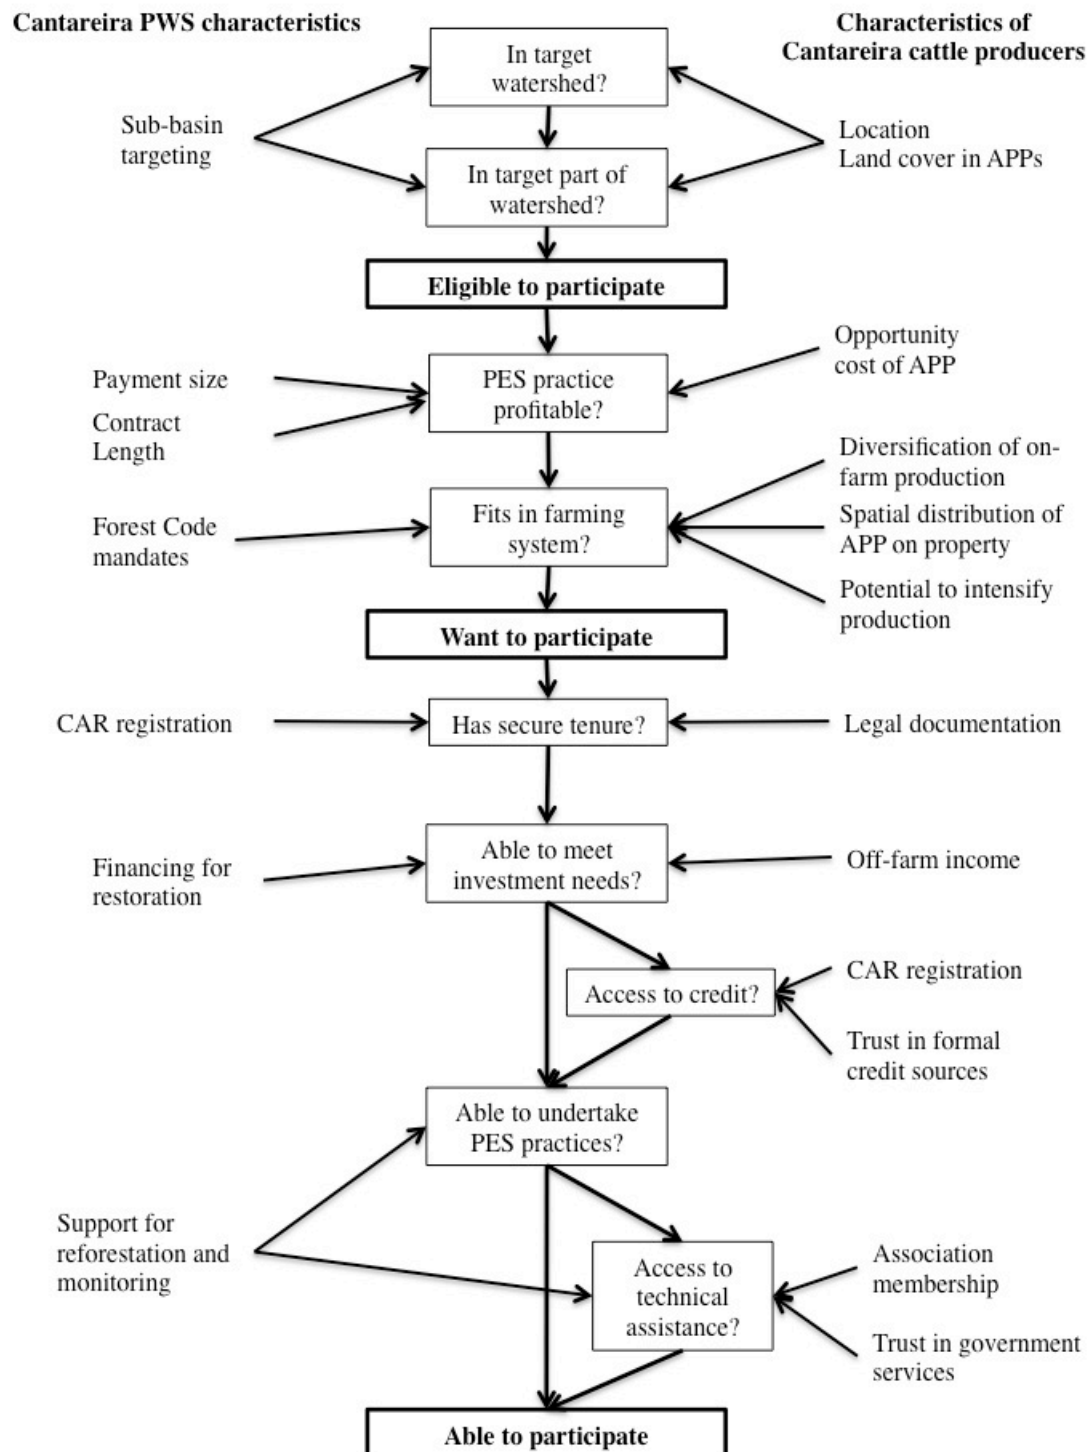 Cantareira PWS characteristics
Characteristics of
Cantareira cattle producers
In target
watershed?
Sub-basin
targeting
Location
Land cover in APPs
In target part of
watershed?
Eligible to participate
Opportunity
cost of APP
Payment size
PES practice
profitable?
Contract
Length
Diversification of on-
farm production
Forest Code
mandates
Fits in farming
system?
Spatial distribution of
APP on property
Potential to intensify
production
Want to participate
CAR registration
Has secure tenure?
Legal documentation
Financing for
restoration
Able to meet
investment needs?
Off-farm income
Access to credit?
CAR registration
Trust in formal
credit sources
Able to undertake
PES practices?
Support for
reforestation and
monitoring
Access to
technical
assistance?
Association
membership
Trust in government
services
Able to participate